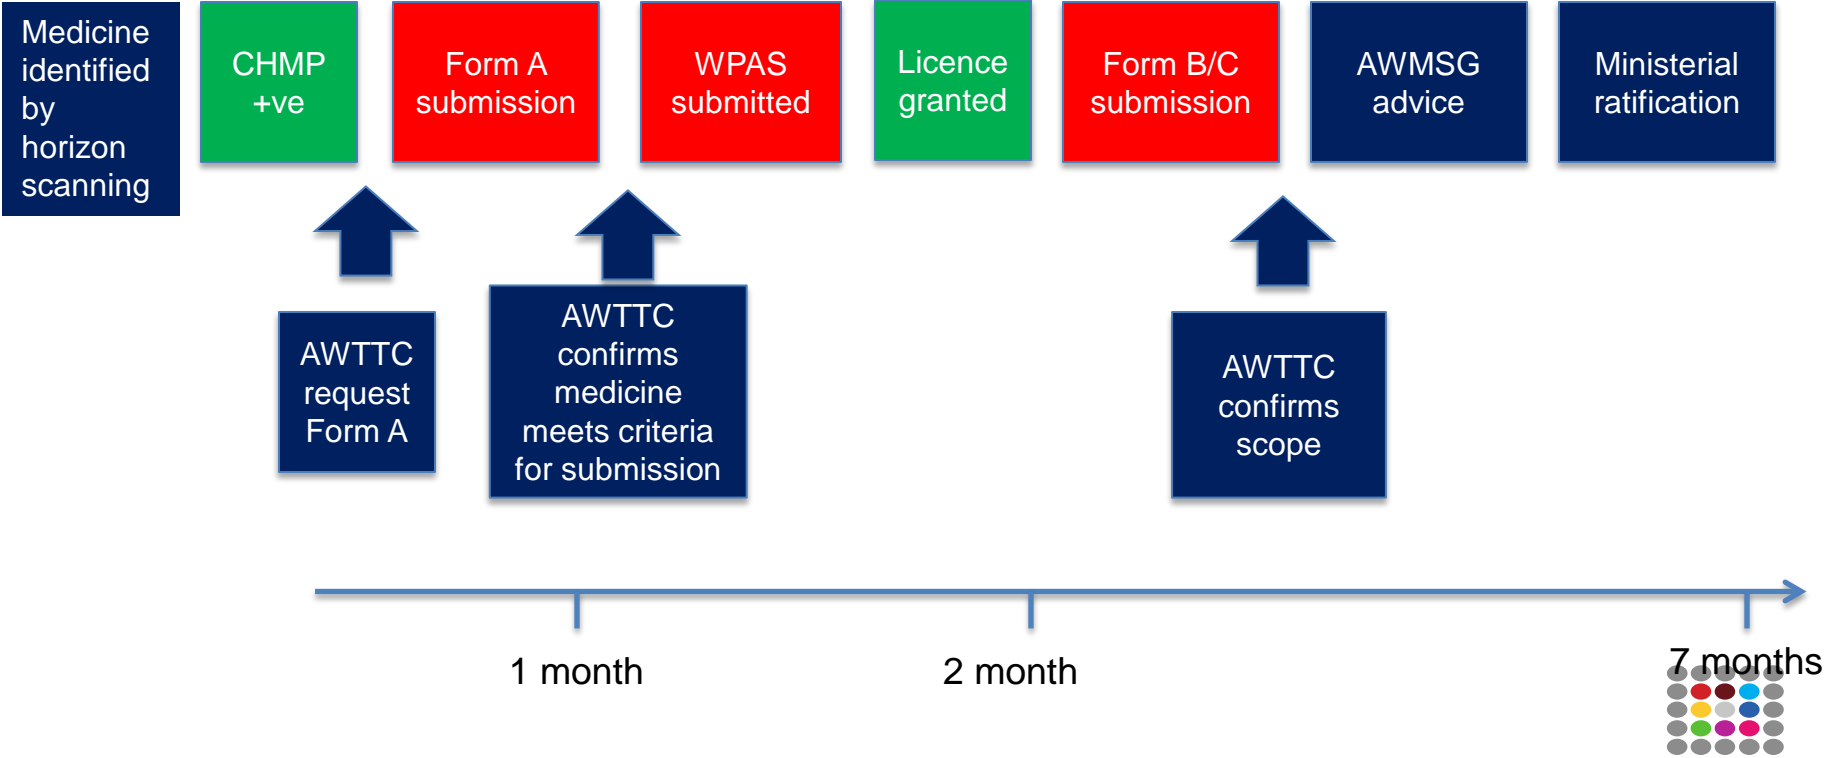 Medicine
identified
by
horizon
scanning
CHMP
+ve
Form A
submission
WPAS
submitted
Licence
granted
Form B/C
submission
AWMSG
advice
Ministerial
ratification
AWTTC
request
Form A
AWTTC
confirms
medicine
meets criteria
for submission
AWTTC
confirms
scope
1 month
2 month
7 months